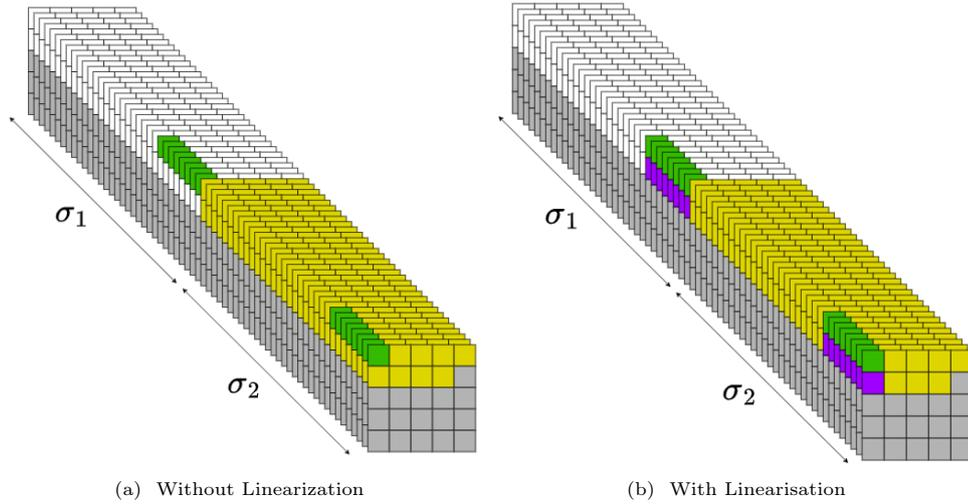 σ1
σ2
(a) Without Linearization
σ1
σ2
(b) With Linearisation